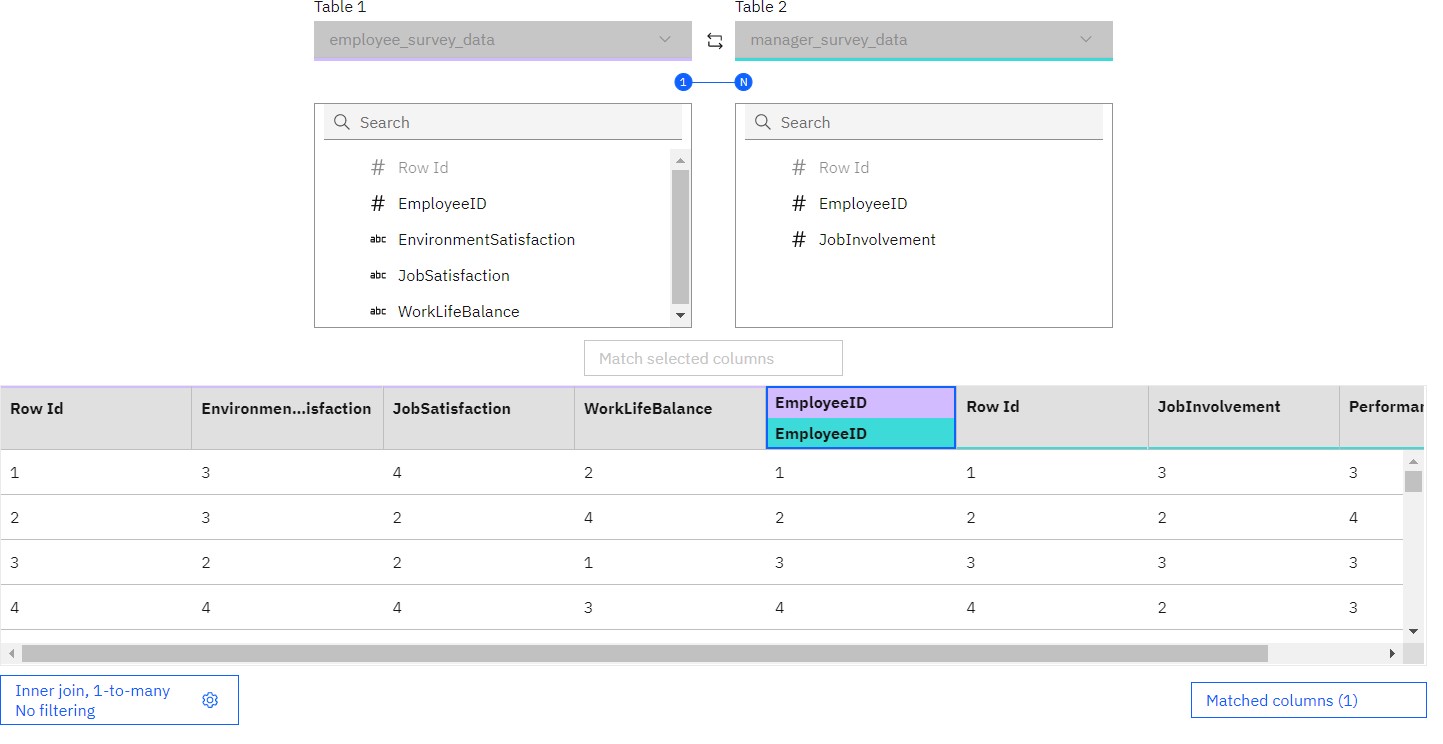 Table 1 Table 2
employee_survey_data manager_survey_data
1 N
Search Search
# Row Id # Row Id
# EmployeeID # EmployeeID
abc EnvironmentSatisfaction # JobInvolvement
abc JobSatisfaction
abc WorkLifeBalance
Match selected columns
Row Id Environmen...isfaction JobSatisfaction WorkLifeBalance EmployeeID Row Id JobInvolvement Performar
EmployeeID
1 3 4 2 1 1 3 3
2 3 2 4 2 2 2 4
3 2 2 1 3 3 3 3
4 4 4 3 4 4 2 3
Inner join, 1-to-many
No filtering
Matched columns (1)